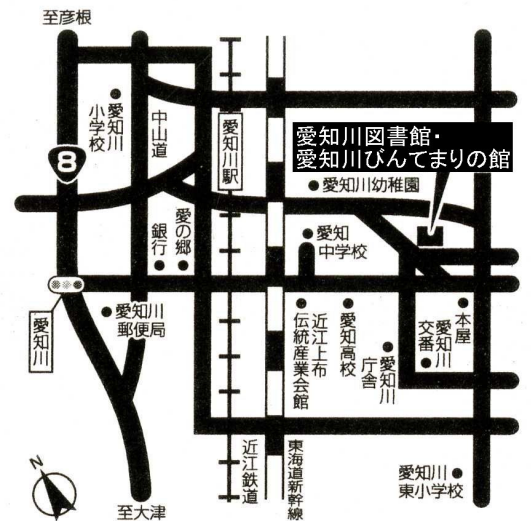 至彦根
愛知川
小学校
中山道
愛知川駅
8
愛知川図書館・
愛知川びんてまりの館
愛知川幼稚園
愛知
中学校
銀行
愛の郷
愛知川
愛知川
郵便局
近江上布
伝統産業会館
愛知高校
愛知川
庁舎
愛知川
交番
本屋
近江鉄道
東海道新幹線
愛知川
東小学校
N
至大津